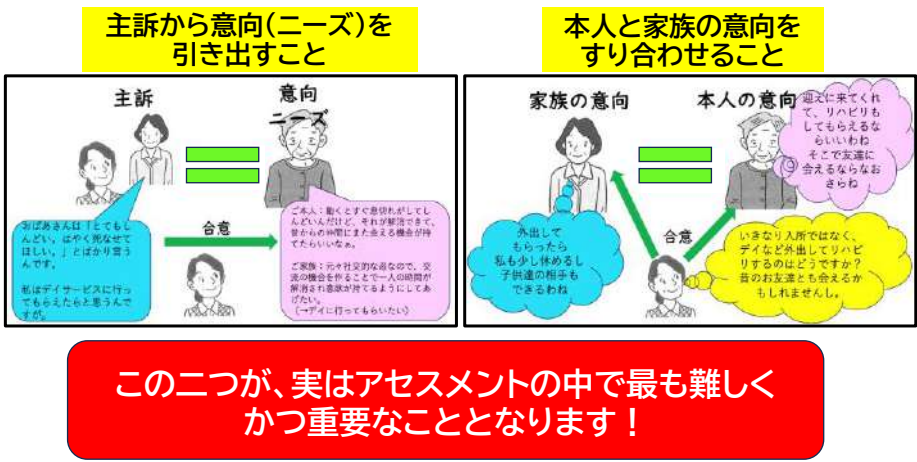 主訴から意向(ニーズ)を
引き出すこと
本人と家族の意向を
すり合わせること
主訴
意向
ニーズ
おばあさんは「とてもし
んどい。はやく死なせて
ほしい。」とばかり言う
んです。
私はデイサービスに行っ
てもらえたらと思うんで
すが。
合意
ご本人:動くとすぐ息切れがしてし
んどいんだけど、それが解消できて、
昔からの仲間にまた会える機会が持
てたらいいなぁ。
ご家族:元々社交的な母なので、交
流の機会を作ることで一人の時間が
解消され意欲が持てるようにしてあ
げたい。
(→デイに行ってもらいたい)
家族の意向
本人の意向
迎えに来てくれ
て、リハビリも
してもらえるな
らいいわね
そこで友達に
会えるならなお
さらね
外出して
もらったら
私も少し休めるし
子供達の相手も
できるわね
合意
いきなり入所ではなく、
デイなど外出してリハビ
リするのはどうですか?
昔のお友達とも会えるか
もしれませんし。
この二つが、実はアセスメントの中で最も難しく
かつ重要なこととなります!